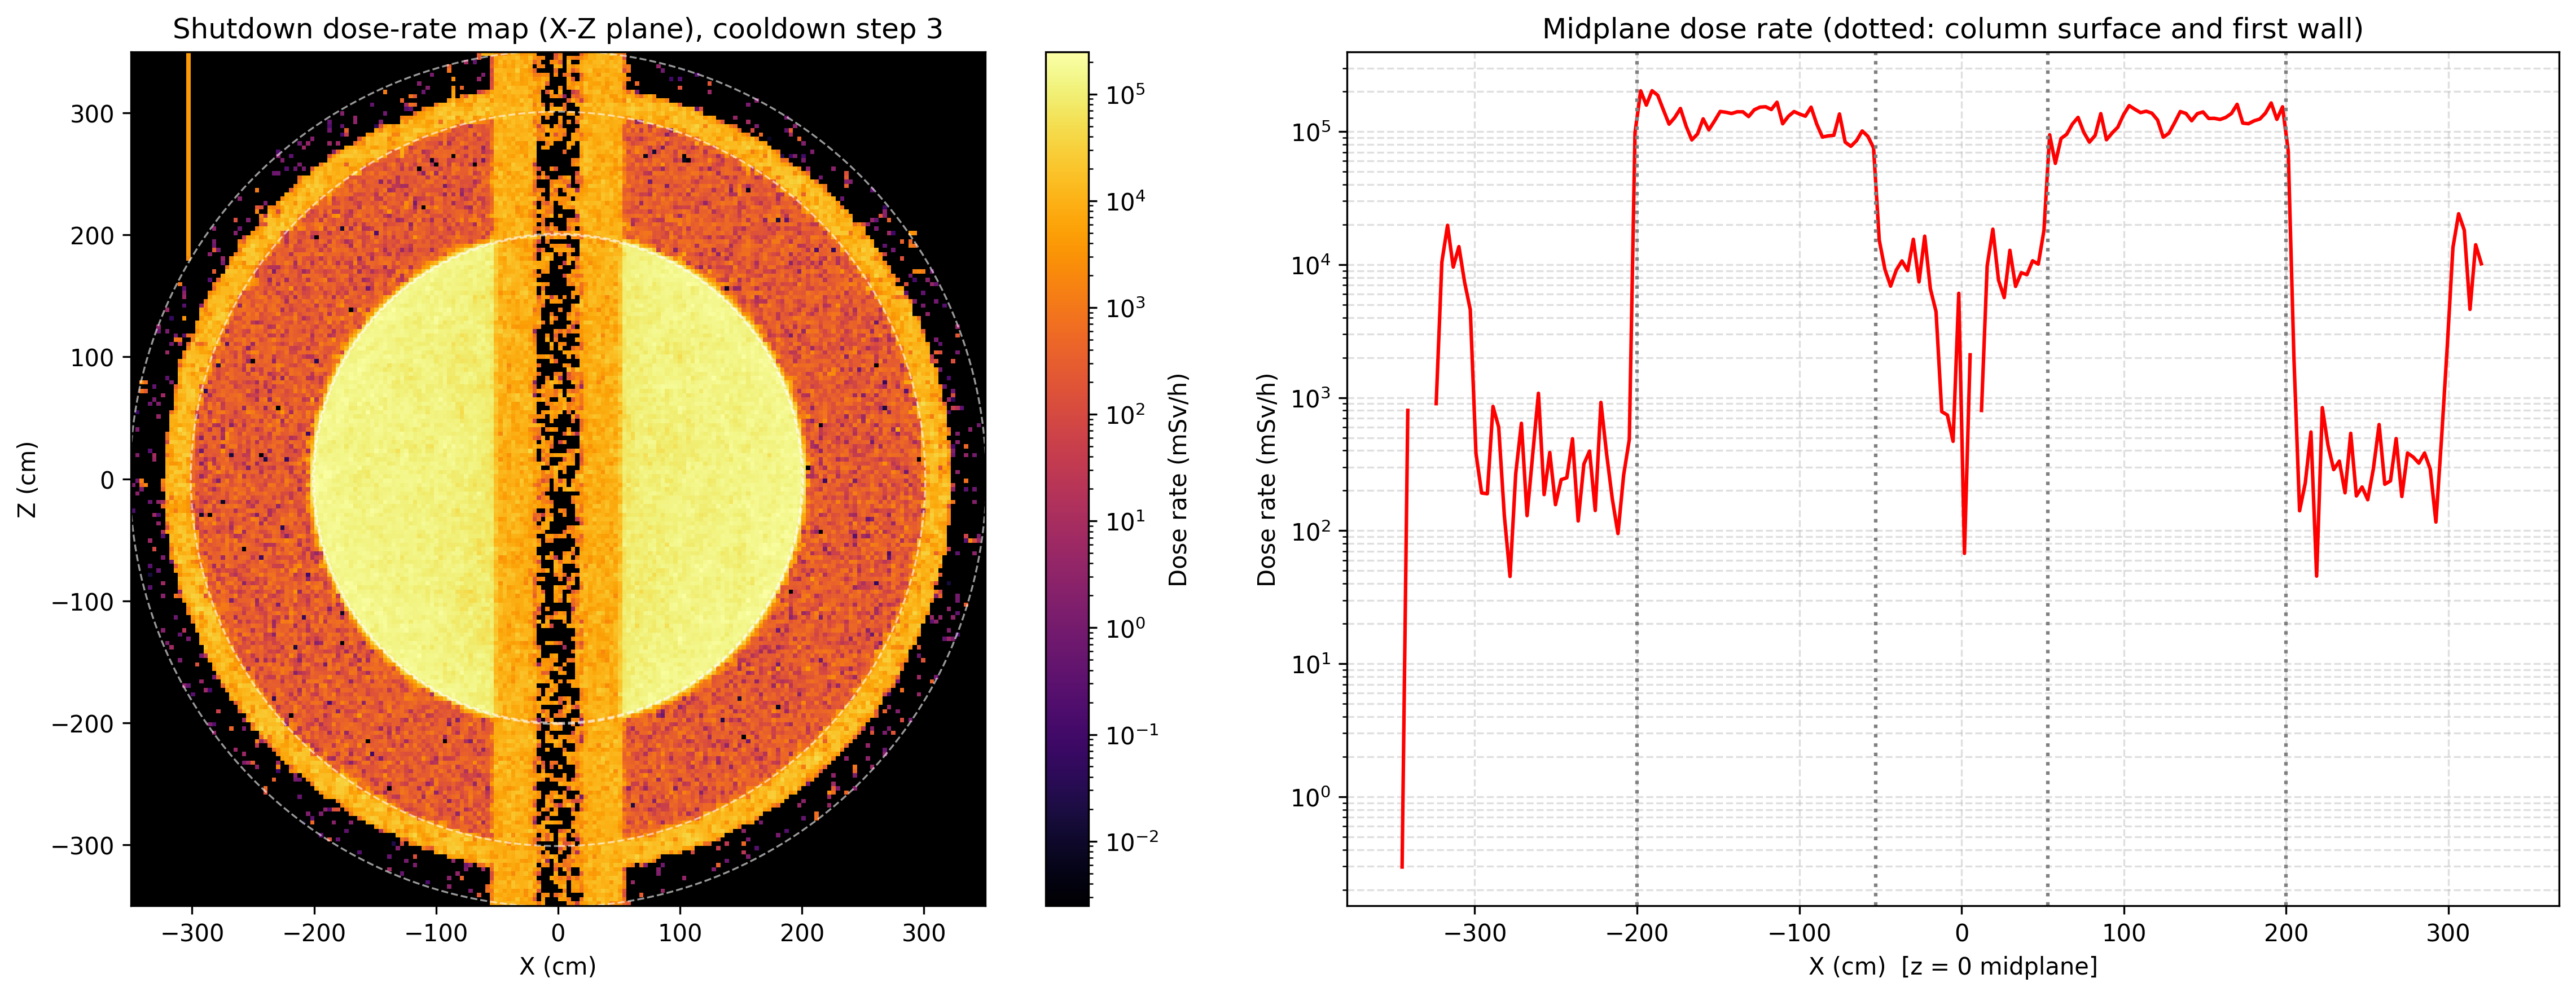 Shutdown dose-rate map (X-Z plane), cooldown step 3
300
200
100
0
−100
−200
−300
Z (cm)
−300 −200 −100 0 100 200 300
X (cm)
10⁵
10⁴
10³
10²
10¹
10⁰
10⁻¹
10⁻²
Dose rate (mSv/h)
Midplane dose rate (dotted: column surface and first wall)
10⁵
10⁴
10³
10²
10¹
10⁰
Dose rate (mSv/h)
−300 −200 −100 0 100 200 300
X (cm) [z = 0 midplane]